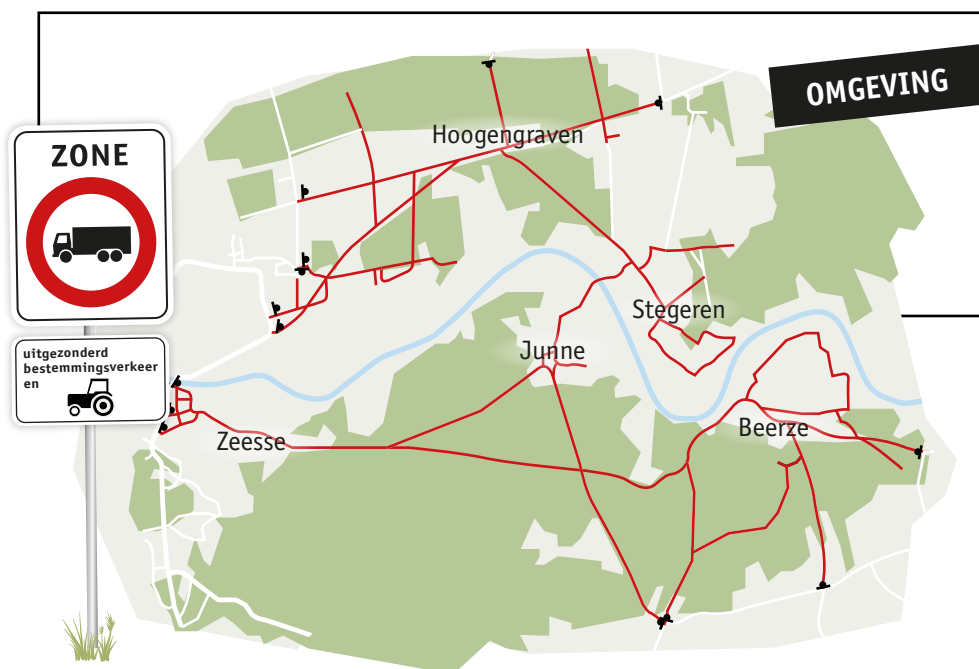 OMGEVING
ZONE
uitgezonderd
bestemmingsverkeer
en
Hoogengraven
Stegeren
Junne
Beerze
Zeesse